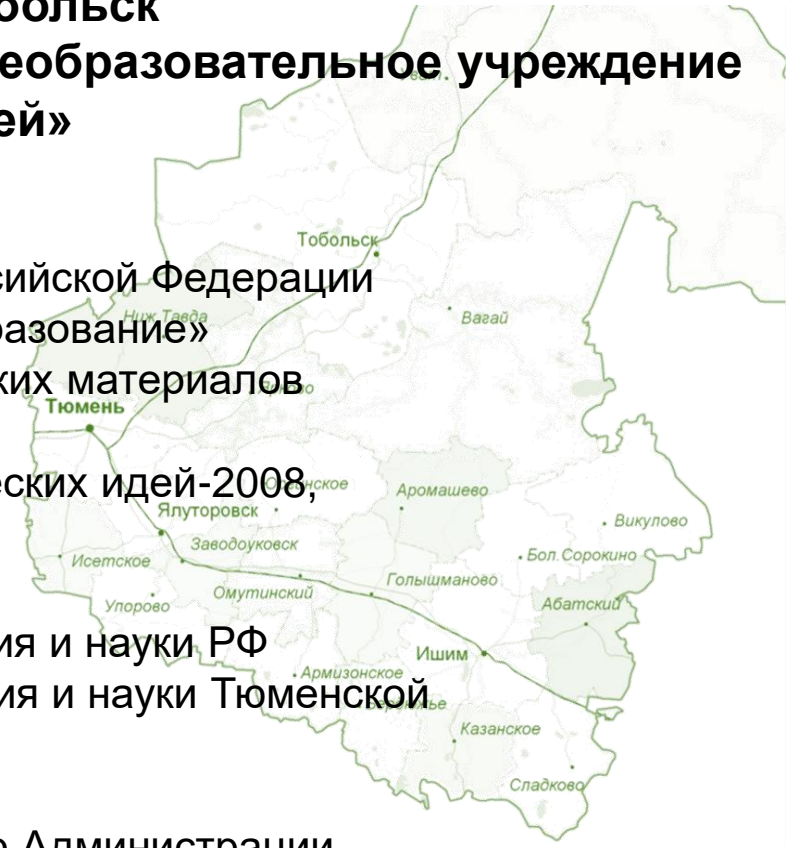 обольск
еобразовательное учреждение
ей»
Тобольск
сийской Федерации
Ниж.Тавда
Вагай
разование»
ких материалов
Тюмень
еских идей-2008,
Аромашево
Ялуторовск
Викулово
Заводоуковск
Бол.Сорокино
Исетское
Голышманово
Омутинский
Абатский
Упорово
ия и науки РФ
Ишим
Армизонское
ия и науки Тюменской
Казанское
Сладково
о Администрации